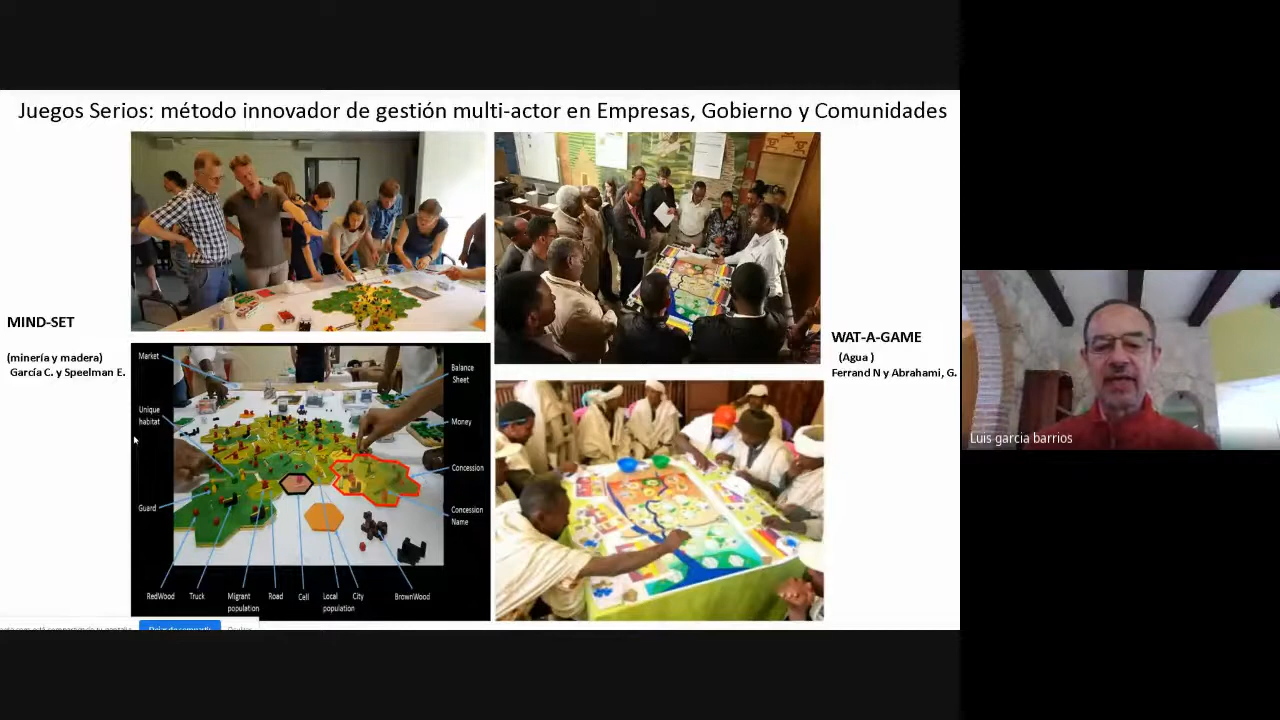 Juegos Serios: método innovador de gestión multi-actor en Empresas, Gobierno y Comunidades
MIND-SET
(minería y madera)
García C. y Speelman E.
Market
Unique
habitat
Guard
Balance
Sheet
Money
Concession
Concession
Name
RedWood
Truck
Migrant
population
Road
Cell
Local
population
City
BrownWood
WAT-A-GAME
(Agua )
Ferrand N y Abrahami, G.
Luis garcia barrios